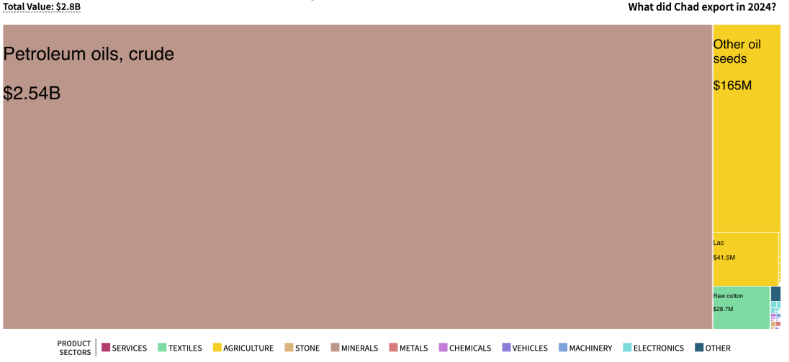 Total Value: $2.8B
What did Chad export in 2024?
Petroleum oils, crude
$2.54B
Other oil
seeds
$165M
Lac
$41.5M
Raw cotton
$28.7M
PRODUCT
SECTORS
SERVICES
TEXTILES
AGRICULTURE
STONE
MINERALS
METALS
CHEMICALS
VEHICLES
MACHINERY
ELECTRONICS
OTHER